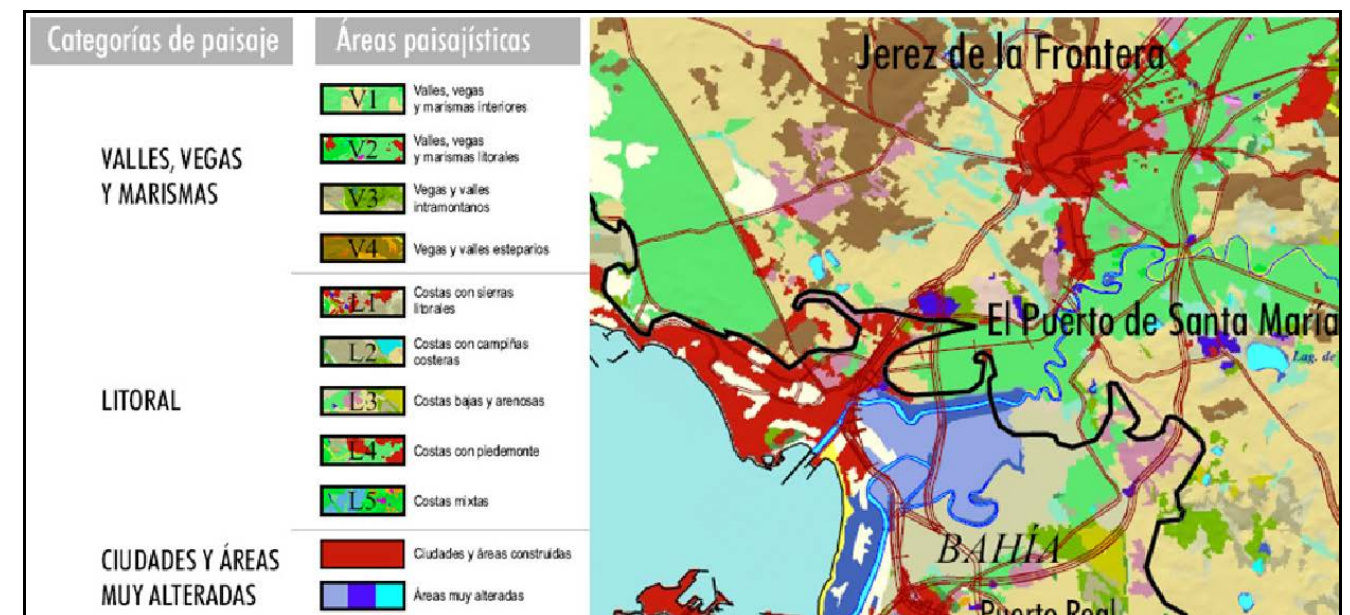 Categorías de paisaje
Áreas paisajísticas
VALLES, VEGAS
Y MARISMAS
V1
Valles, vegas
y marismas interiores
V2
Valles, vegas
y marismas litorales
V3
Vegas y valles
intramontanos
V4
Vegas y valles esteparios
LITORAL
L1
Costas con sierras
litorales
L2
Costas con campiñas
costeras
L3
Costas bajas y arenosas
L4
Costas con piedemonte
L5
Costas mixtas
CIUDADES Y ÁREAS
MUY ALTERADAS
Ciudades y áreas construidas
Áreas muy alteradas
Jerez de la Frontera
El Puerto de Santa María
Lag. de
BAHÍA
Puerto Real